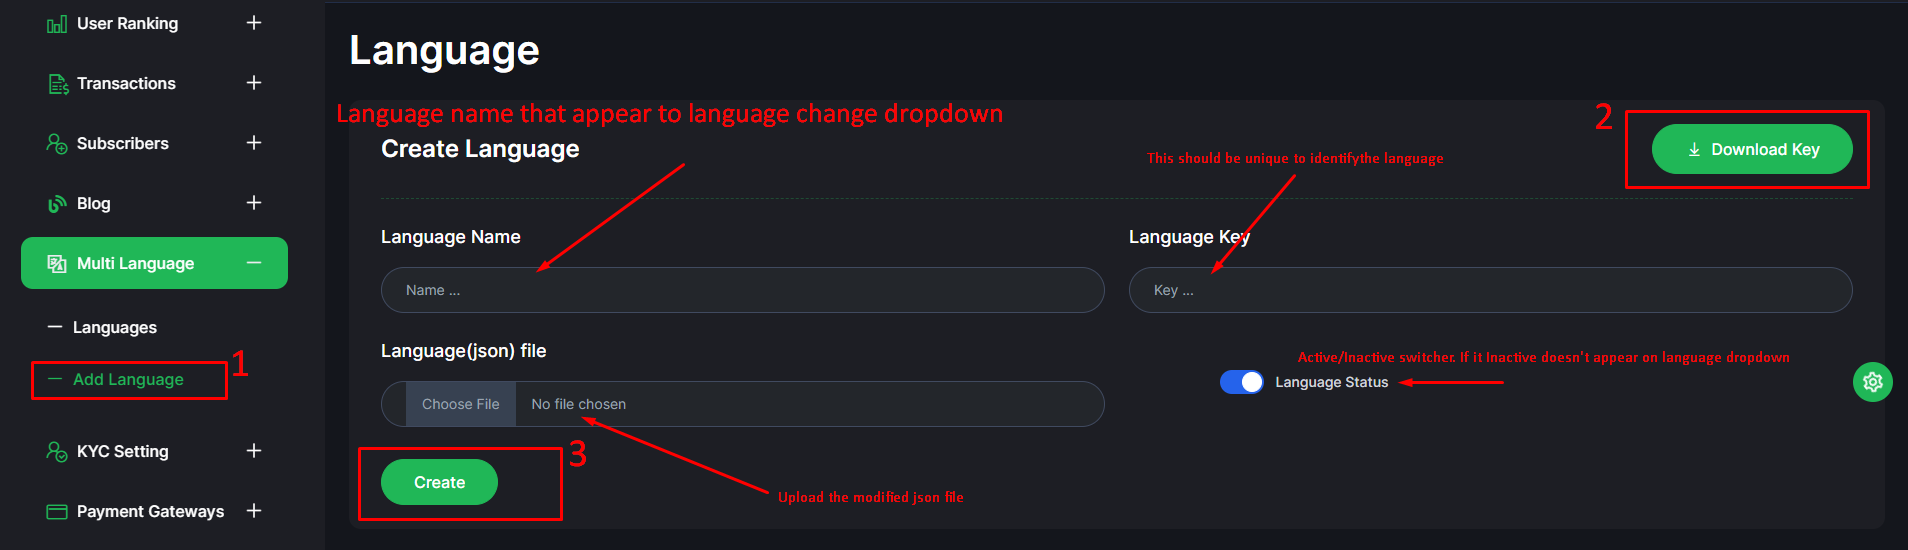 User Ranking
Transactions
Subscribers
Blog
Multi Language
Languages
Add Language
1
KYC Setting
Payment Gateways
Language
Language name that appear to language change dropdown
Create Language
This should be unique to identifythe language
2
Download Key
Language Name
Language Key
Name ...
Key ...
Language(json) file
Active/Inactive switcher. If it Inactive doesn't appear on language dropdown
Choose File
No file chosen
Language Status
3
Create
Upload the modified json file